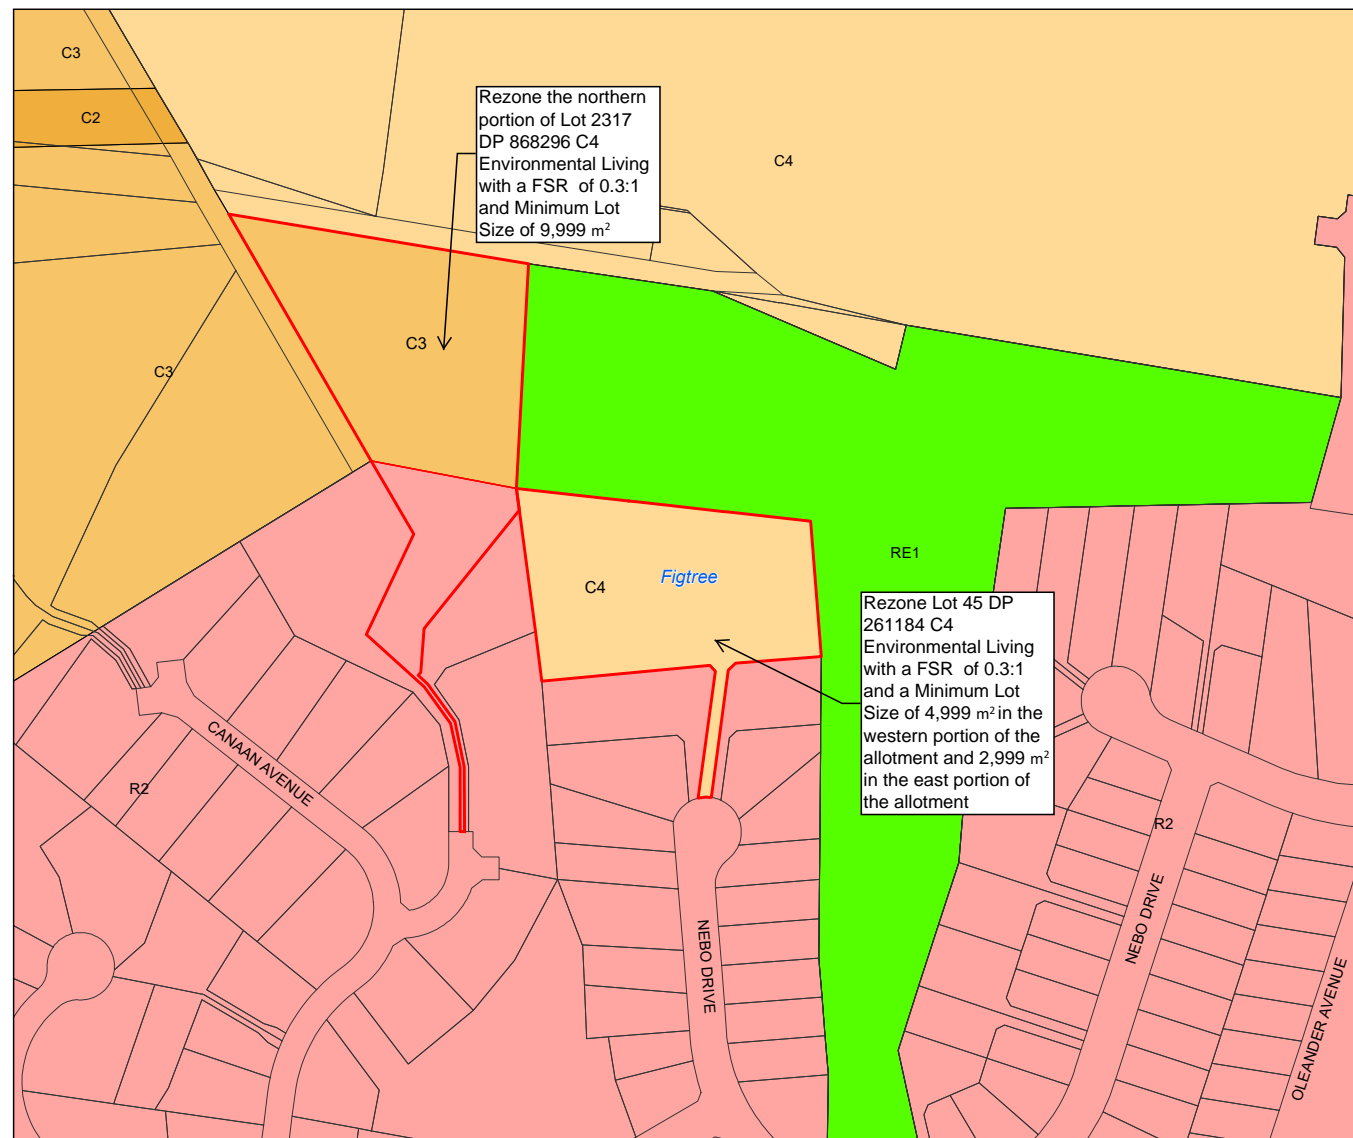 C3
C2
Rezone the northern
portion of Lot 2317
DP 868296 C4
Environmental Living
with a FSR of 0.3:1
and Minimum Lot
Size of 9,999 m²
C4
C3
C3
RE1
C4
Figtree
Rezone Lot 45 DP
261184 C4
Environmental Living
with a FSR of 0.3:1
and a Minimum Lot
Size of 4,999 m² in the
western portion of the
allotment and 2,999 m²
in the east portion of
the allotment
CANAAN AVENUE
R2
R2
NEBO DRIVE
NEBO DRIVE
OLEANDER AVENUE